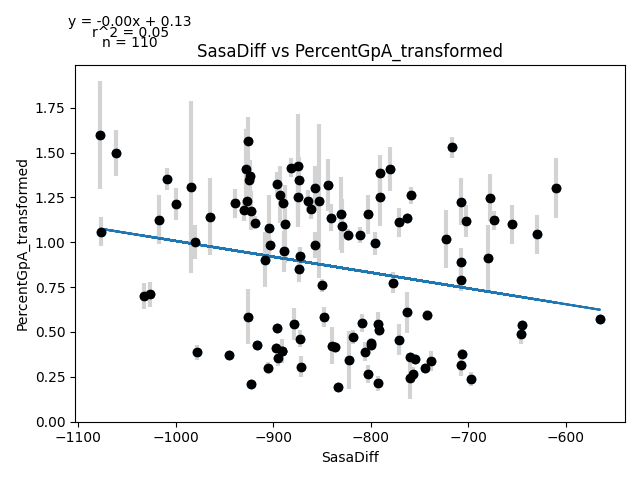 y = -0.00x + 0.13
r^2 = 0.05
n = 110
SasaDiff vs PercentGpA_transformed
PercentGpA_transformed
1.75
1.50
1.25
1.00
0.75
0.50
0.25
0.00
−1100
−1000
−900
−800
−700
−600
SasaDiff